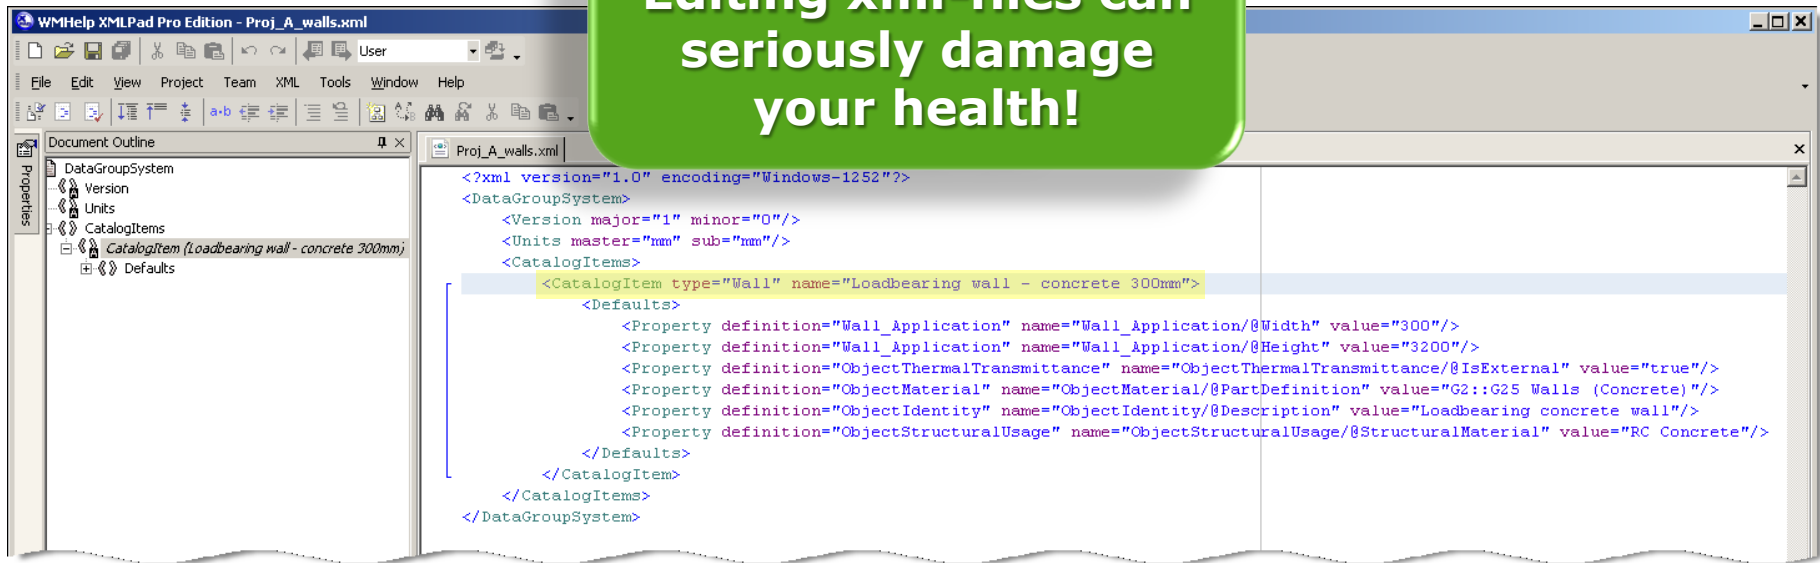 WMHelp XMLPad Pro Edition - Proj_A_walls.xml
Editing xml-files can
seriously damage
your health!
User
File Edit View Project Team XML Tools Window Help
a+b
Properties
Document Outline
DataGroupSystem
Version
Units
CatalogItems
CatalogItem (Loadbearing wall - concrete 300mm)
Defaults
Proj_A_walls.xml
<?xml version="1.0" encoding="Windows-1252"?>
<DataGroupSystem>
<Version major="1" minor="0"/>
<Units master="mm" sub="mm"/>
<CatalogItems>
<CatalogItem type="Wall" name="Loadbearing wall - concrete 300mm">
<Defaults>
<Property definition="Wall_Application" name="Wall_Application/@Width" value="300"/>
<Property definition="Wall_Application" name="Wall_Application/@Height" value="3200"/>
<Property definition="ObjectThermalTransmittance" name="ObjectThermalTransmittance/@IsExternal" value="true"/>
<Property definition="ObjectMaterial" name="ObjectMaterial/@PartDefinition" value="G2::G25 Walls (Concrete)"/>
<Property definition="ObjectIdentity" name="ObjectIdentity/@Description" value="Loadbearing concrete wall"/>
<Property definition="ObjectStructuralUsage" name="ObjectStructuralUsage/@StructuralMaterial" value="RC Concrete"/>
</Defaults>
</CatalogItem>
</CatalogItems>
</DataGroupSystem>